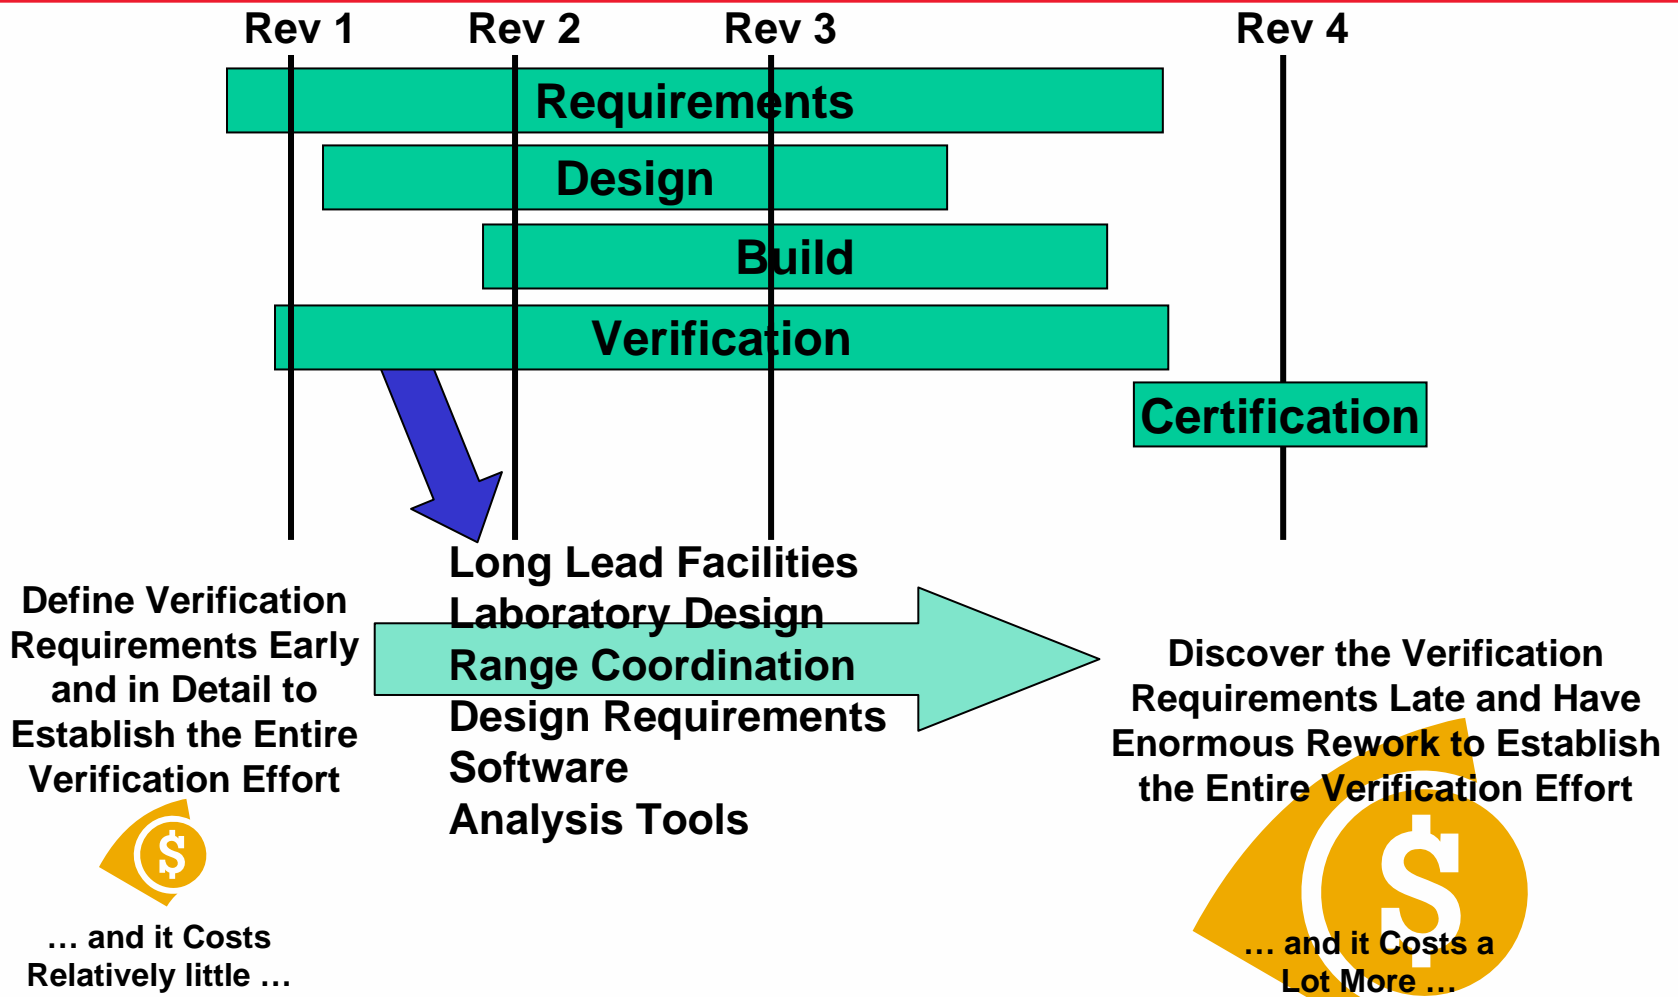 Rev 1
Rev 2
Rev 3
Rev 4
Requirements
Design
Build
Verification
Certification
Define Verification
Requirements Early
and in Detail to
Establish the Entire
Verification Effort
$
… and it Costs
Relatively little …
Long Lead Facilities
Laboratory Design
Range Coordination
Design Requirements
Software
Analysis Tools
Discover the Verification
Requirements Late and Have
Enormous Rework to Establish
the Entire Verification Effort
$
… and it Costs a
Lot More …